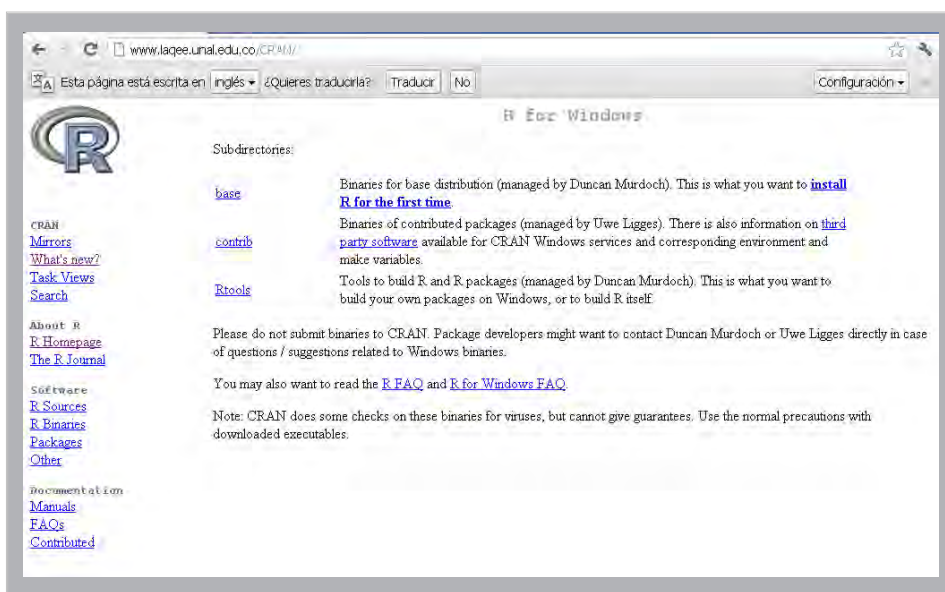 www.laqee.unal.edu.co/CRAN/
Esta página está escrita en inglés ¿Quieres traducirla? Traducir No Configuración
R
R for Windows
Subdirectories:
base
Binaries for base distribution (managed by Duncan Murdoch). This is what you want to install
R for the first time.
contrib
Binaries of contributed packages (managed by Uwe Ligges). There is also information on third
party software available for CRAN Windows services and corresponding environment and
make variables.
Rtools
Tools to build R and R packages (managed by Duncan Murdoch). This is what you want to
build your own packages on Windows, or to build R itself.
Please do not submit binaries to CRAN. Package developers might want to contact Duncan Murdoch or Uwe Ligges directly in case
of questions / suggestions related to Windows binaries.
You may also want to read the R FAQ and R for Windows FAQ.
Note: CRAN does some checks on these binaries for viruses, but cannot give guarantees. Use the normal precautions with
downloaded executables.
CRAN
Mirrors
What's new?
Task Views
Search
About R
R Homepage
The R Journal
Software
R Sources
R Binaries
Packages
Other
Documentation
Manuals
FAQs
Contributed